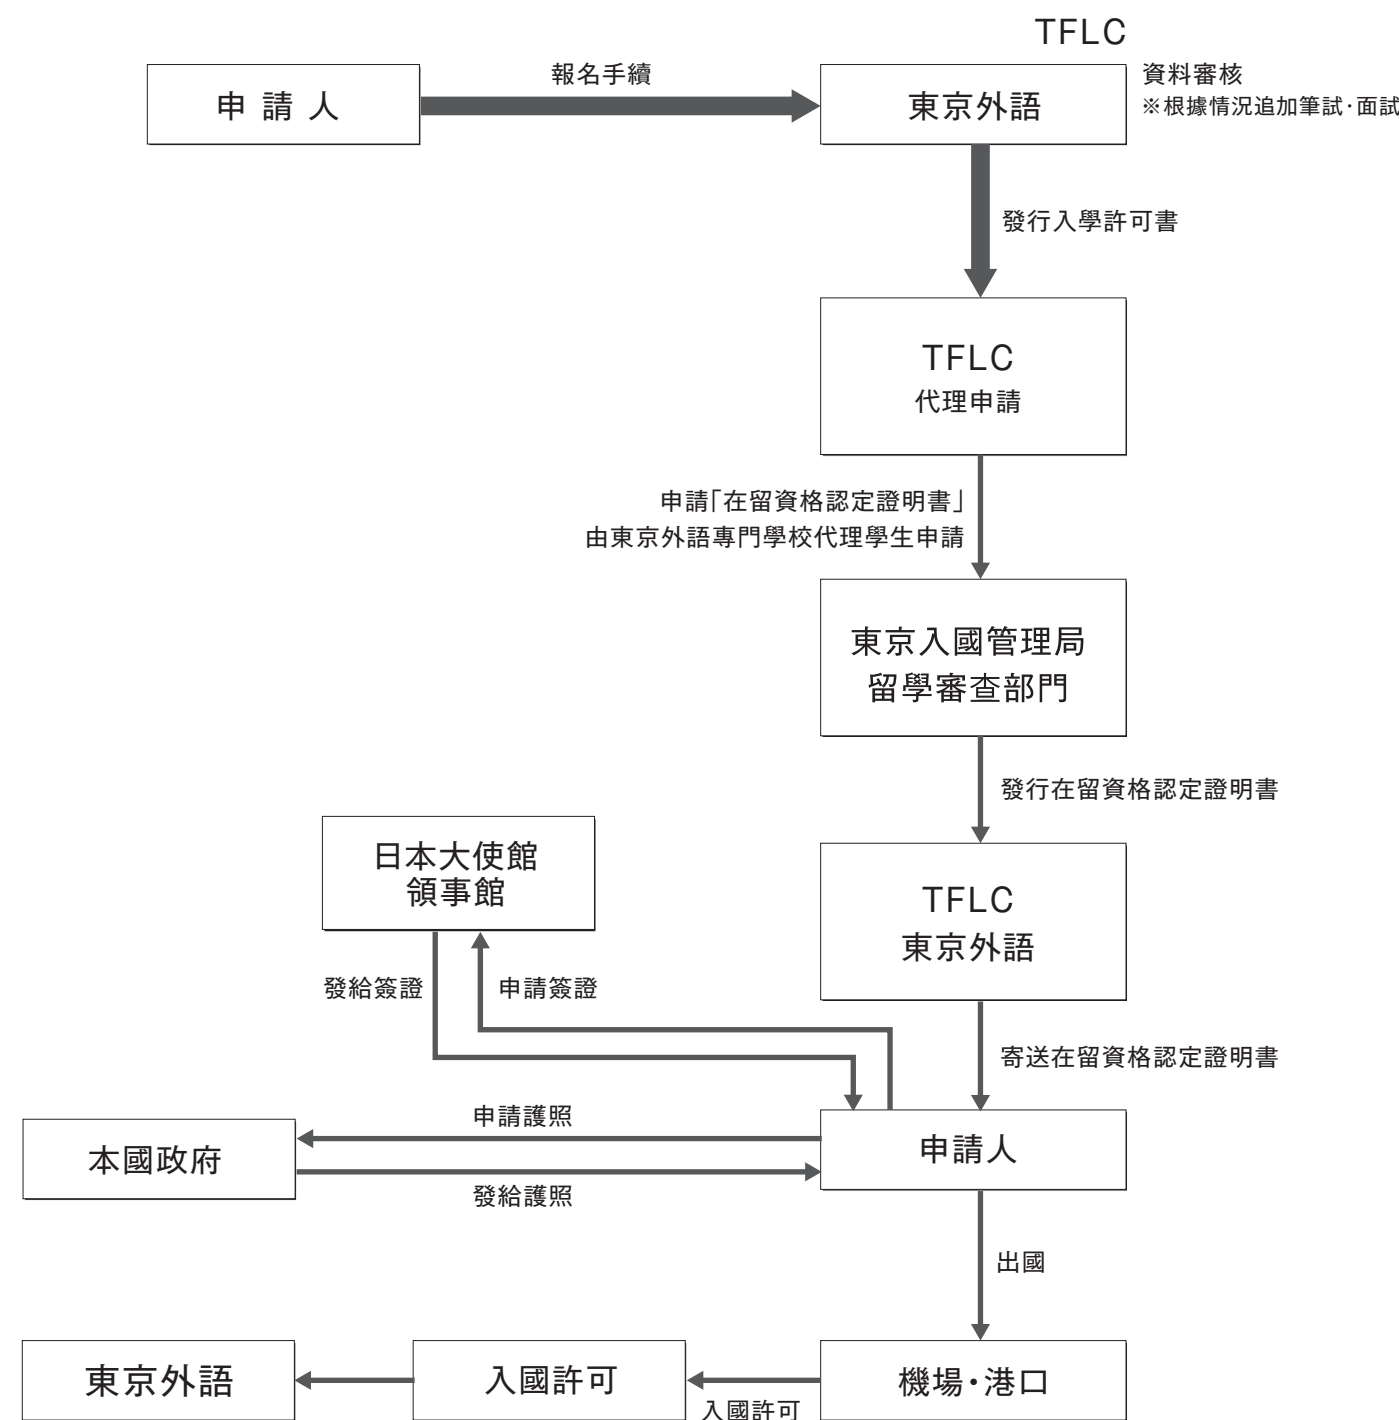 TFLC
申請人
報名手續
東京外語
資料審核
※根據情況追加筆試・面試
發行入學許可書
TFLC
代理申請
申請「在留資格認定證明書」
由東京外語專門學校代理學生申請
東京入國管理局
留學審查部門
發行在留資格認定證明書
日本大使館
領事館
TFLC
東京外語
發給簽證
申請簽證
寄送在留資格認定證明書
申請護照
本國政府
申請人
發給護照
出國
東京外語
入國許可
機場・港口
入國許可